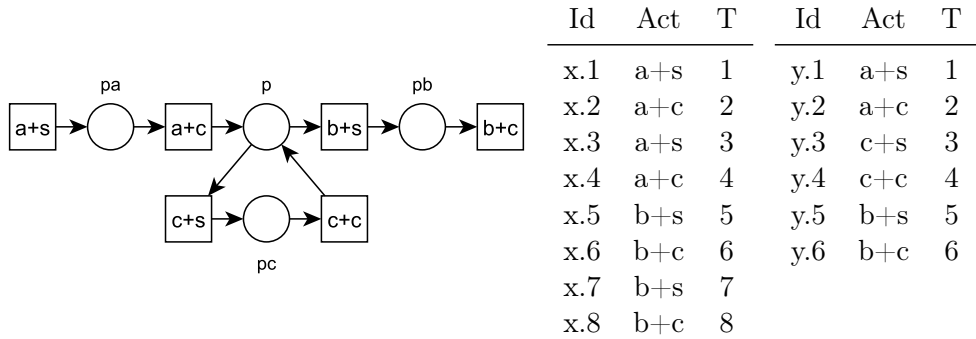 pa p pb
a+s a+c b+s b+c
c+s c+c
pc
Id Act T
x.1 a+s 1
x.2 a+c 2
x.3 a+s 3
x.4 a+c 4
x.5 b+s 5
x.6 b+c 6
x.7 b+s 7
x.8 b+c 8
Id Act T
y.1 a+s 1
y.2 a+c 2
y.3 c+s 3
y.4 c+c 4
y.5 b+s 5
y.6 b+c 6